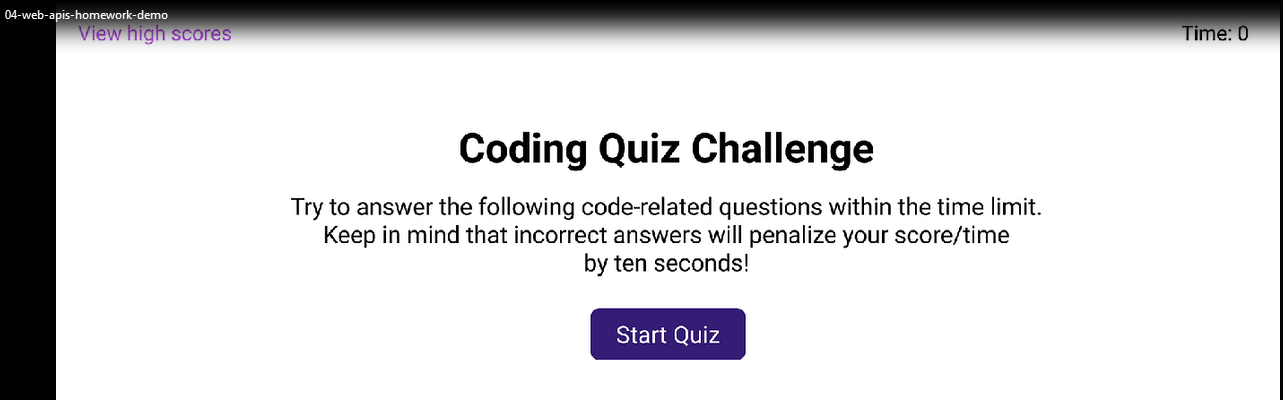 04-web-apis-homework-demo
View high scores
Time: 0
Coding Quiz Challenge
Try to answer the following code-related questions within the time limit.
Keep in mind that incorrect answers will penalize your score/time
by ten seconds!
Start Quiz